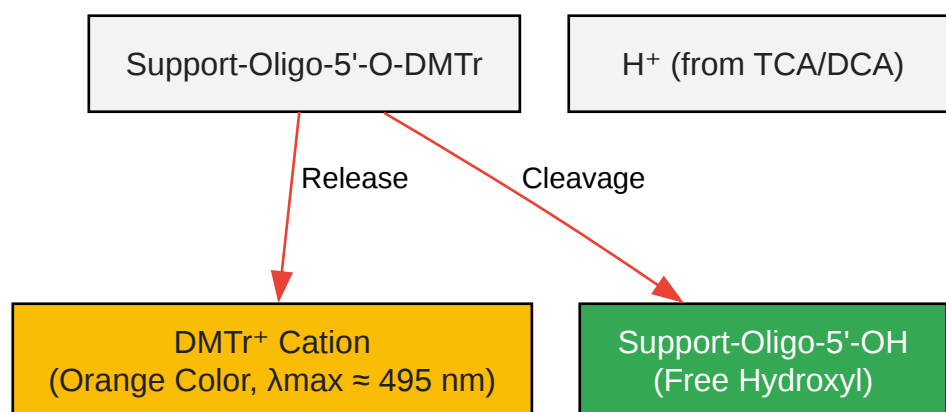 Support-Oligo-5'-O-DMTr
H⁺ (from TCA/DCA)
Release
Cleavage
DMTr⁺ Cation
(Orange Color, λmax ≈ 495 nm)
Support-Oligo-5'-OH
(Free Hydroxyl)